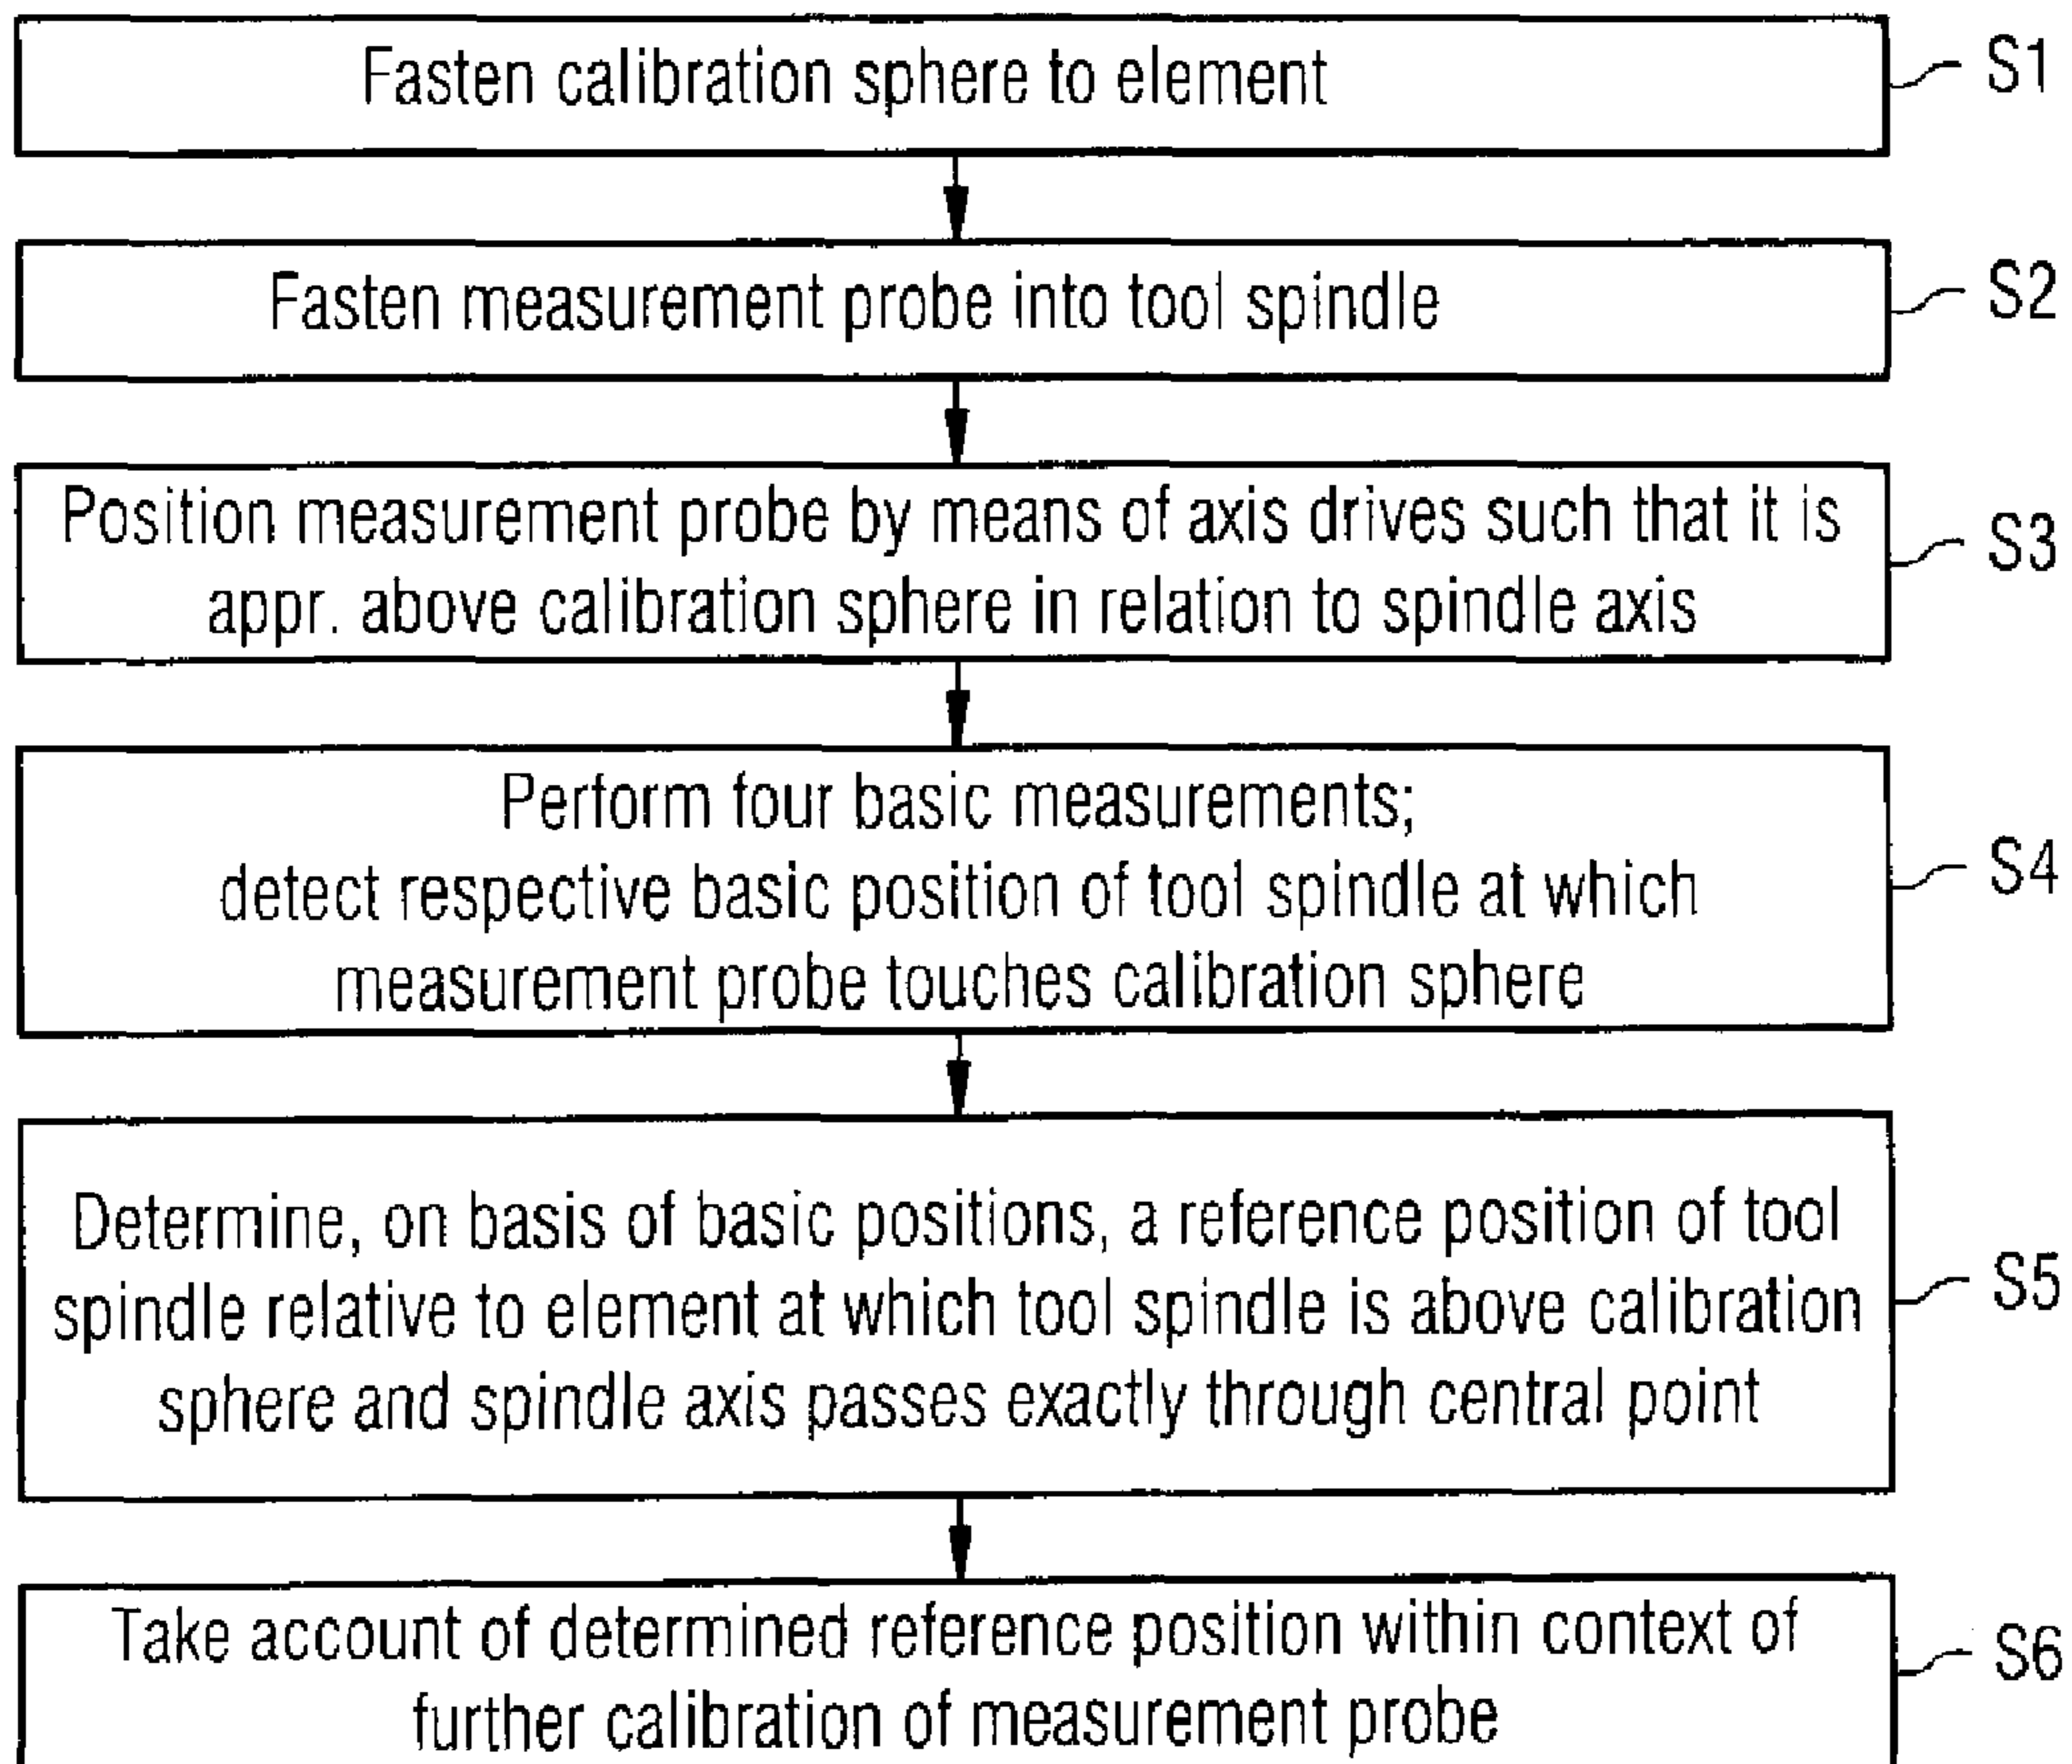 Fasten calibration sphere to element
S1
Fasten measurement probe into tool spindle
S2
Position measurement probe by means of axis drives such that it is
appr. above calibration sphere in relation to spindle axis
S3
Perform four basic measurements;
detect respective basic position of tool spindle at which
measurement probe touches calibration sphere
S4
Determine, on basis of basic positions, a reference position of tool
spindle relative to element at which tool spindle is above calibration
sphere and spindle axis passes exactly through central point
S5
Take account of determined reference position within context of
further calibration of measurement probe
S6